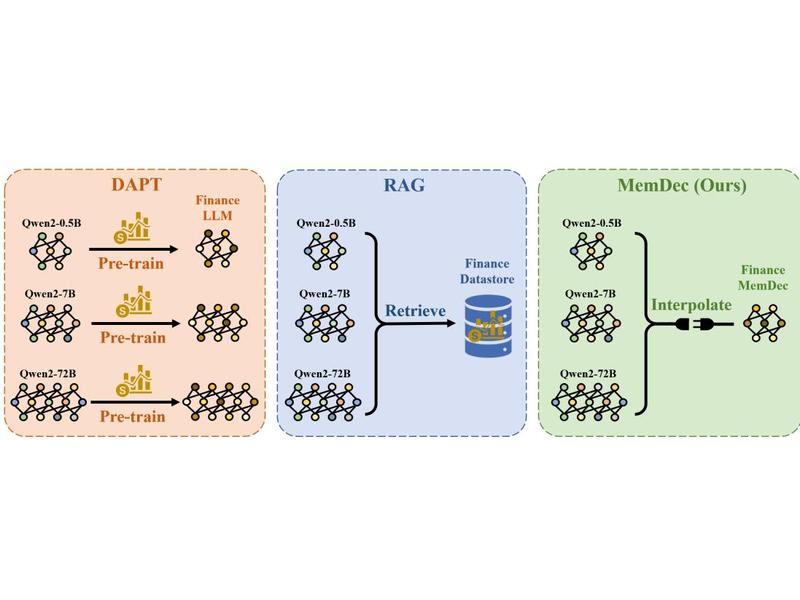 DAPT
Finance
LLM
Qwen2-0.5B
Pre-train
Qwen2-7B
Pre-train
Qwen2-72B
Pre-train
RAG
Qwen2-0.5B
Qwen2-7B
Qwen2-72B
Retrieve
Finance
Datastore
MemDec (Ours)
Qwen2-0.5B
Qwen2-7B
Qwen2-72B
Interpolate
Finance
MemDec